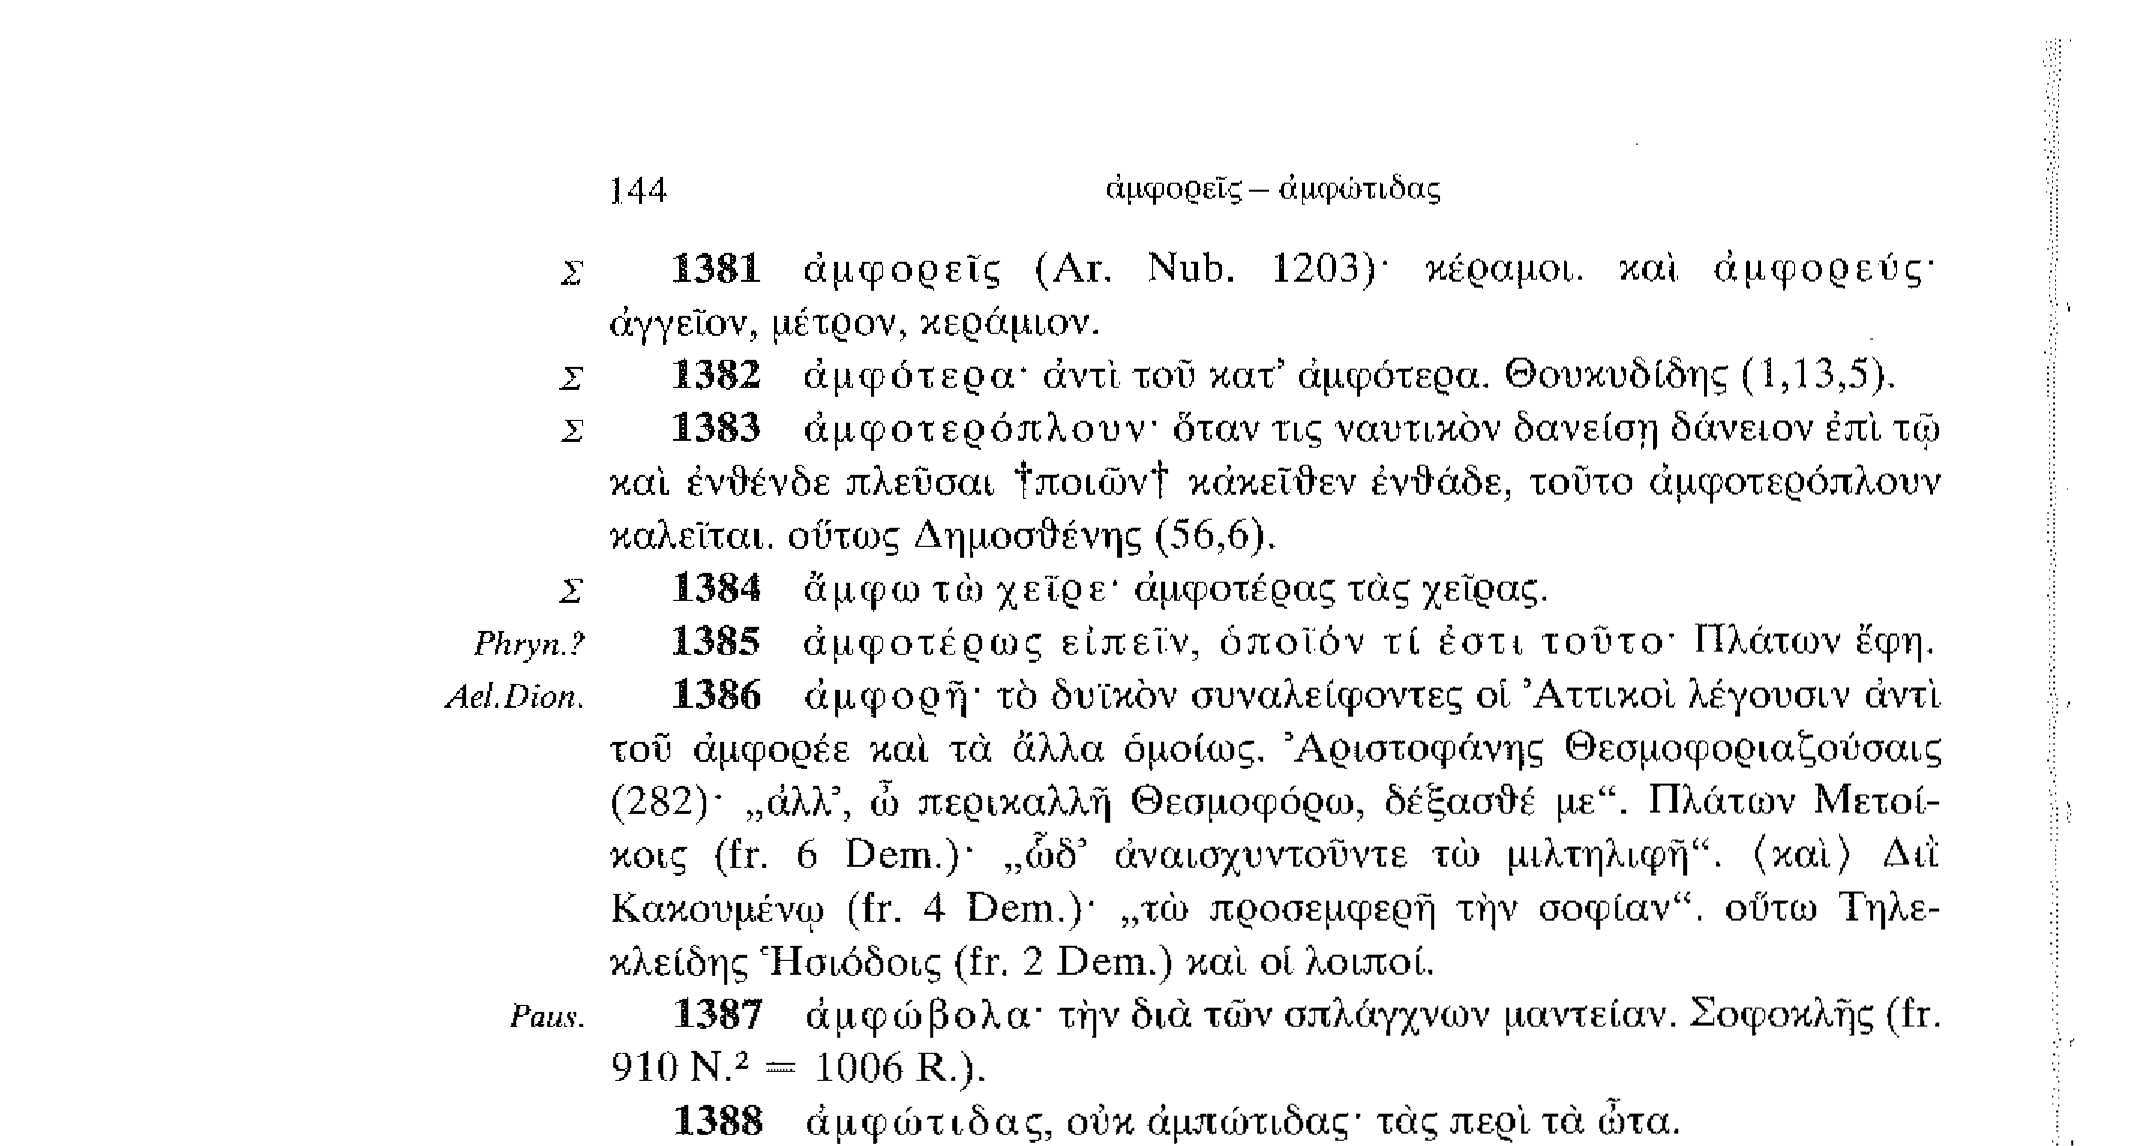 144 ἀμφορεῖς – ἀμφώτιδας
Σ 1381 ἀμφορεῖς (Ar. Nub. 1203)· κέραμοι. καὶ ἀμφορεύς·
ἀγγεῖον, μέτρον, κεράμιον.
Σ 1382 ἀμφότερα· ἀντὶ τοῦ κατ’ ἀμφότερα. Θουκυδίδης (1,13,5).
Σ 1383 ἀμφοτερόπλουν· ὅταν τις ναυτικὸν δανείσῃ δάνειον ἐπὶ τῷ
καὶ ἐνθένδε πλεῦσαι †ποιῶν† κἀκεῖθεν ἐνθάδε, τοῦτο ἀμφοτερόπλουν
καλεῖται. οὕτως Δημοσθένης (56,6).
Σ 1384 ἄμφω τὼ χεῖρε· ἀμφοτέρας τὰς χεῖρας.
Phryn.? 1385 ἀμφοτέρως εἰπεῖν, ὁποῖόν τί ἐστι τοῦτο· Πλάτων ἔφη.
Ael.Dion. 1386 ἀμφορῆ· τὸ δυϊκὸν συναλείφοντες οἱ Ἀττικοὶ λέγουσιν ἀντὶ
τοῦ ἀμφορέε καὶ τὰ ἄλλα ὁμοίως. Ἀριστοφάνης Θεσμοφοριαζούσαις
(282)· „ἀλλ’, ὦ περικαλλῆ Θεσμοφόρω, δέξασθέ με“. Πλάτων Μετοί-
κοις (fr. 6 Dem.)· „ὧδ’ ἀναισχυντοῦντε τὼ μιλτηλιφῆ“. ⟨καὶ⟩ Διῒ
Κακουμένῳ (fr. 4 Dem.)· „τὼ προσεμφερῆ τὴν σοφίαν“. οὕτω Τηλε-
κλείδης Ἡσιόδοις (fr. 2 Dem.) καὶ οἱ λοιποί.
Paus. 1387 ἀμφώβολα· τὴν διὰ τῶν σπλάγχνων μαντείαν. Σοφοκλῆς (fr.
910 N.² = 1006 R.).
1388 ἀμφώτιδας, οὐκ ἀμπώτιδας· τὰς περὶ τὰ ὦτα.